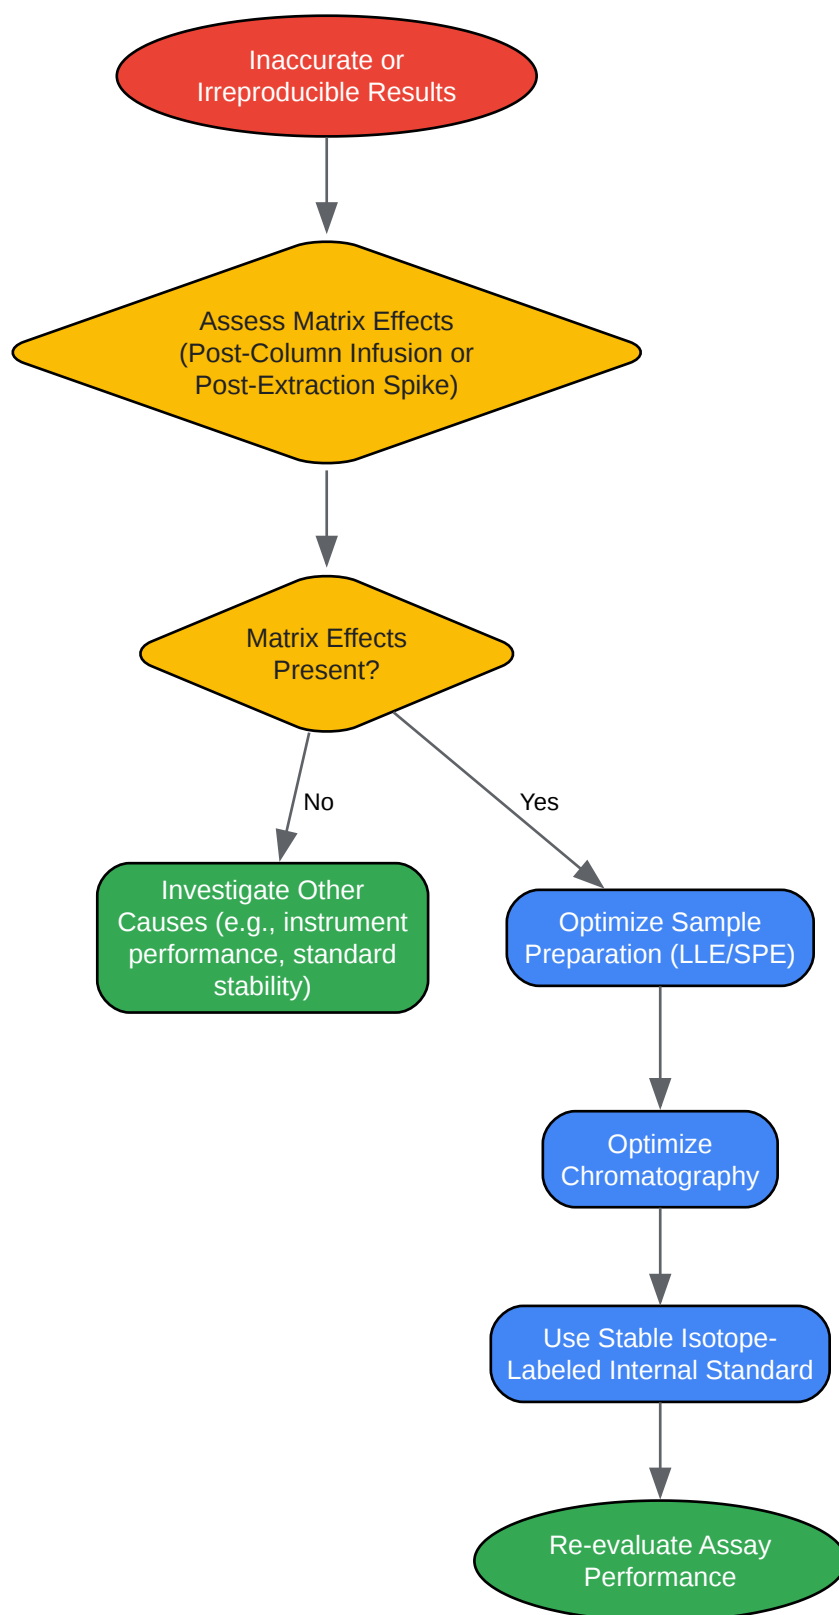 Inaccurate or
Irreproducible Results
Assess Matrix Effects
(Post-Column Infusion or
Post-Extraction Spike)
Matrix Effects
Present?
No
Yes
Investigate Other
Causes (e.g., instrument
performance, standard
stability)
Optimize Sample
Preparation (LLE/SPE)
Optimize
Chromatography
Use Stable Isotope-
Labeled Internal Standard
Re-evaluate Assay
Performance